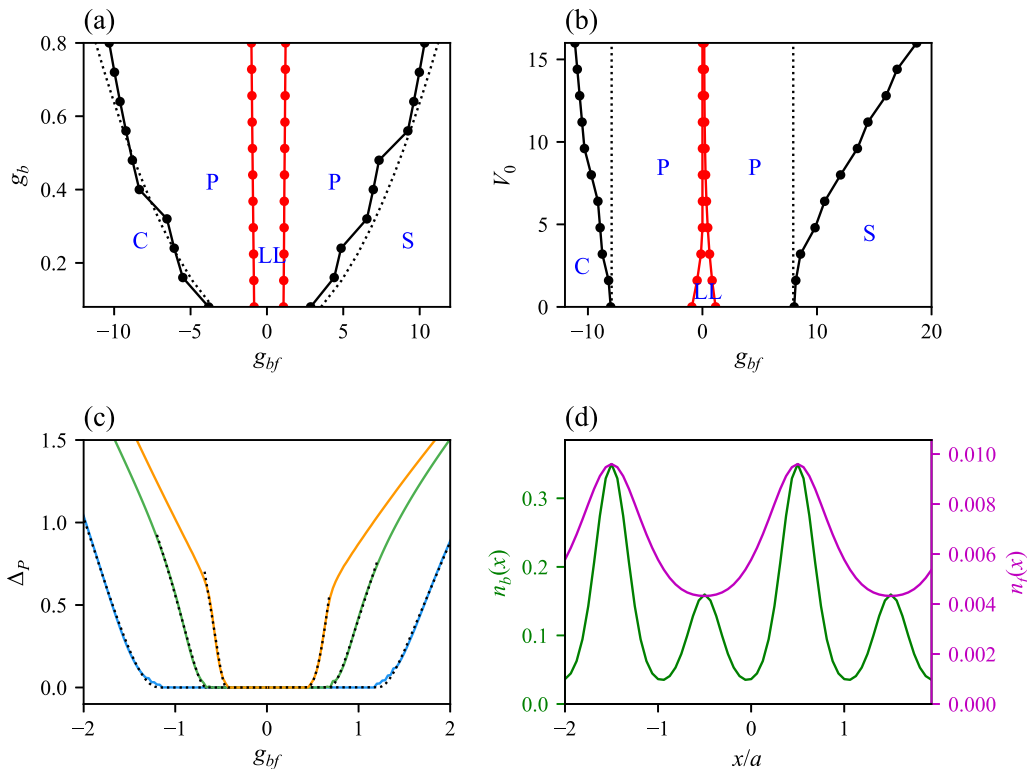 (a)
0.8
0.6
0.4
0.2
g_b
P
P
C
LL
S
−10
−5
0
5
10
g_bf
(b)
15
10
5
0
V_0
P
P
S
C
LL
−10
0
10
20
g_bf
(c)
1.5
1.0
0.5
0.0
Δ_P
−2
−1
0
1
2
g_bf
(d)
0.3
0.2
0.1
0.0
n_b(x)
0.010
0.008
0.006
0.004
0.002
0.000
n_f(x)
−2
−1
0
1
x/a